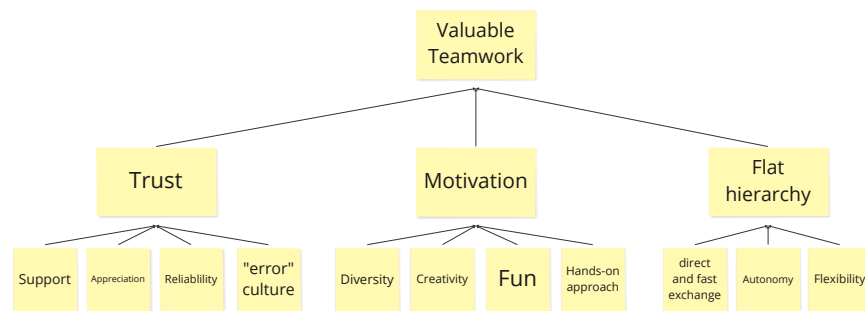 Valuable
Teamwork
Trust
Motivation
Flat
hierarchy
Support
Appreciation
Reliablility
"error"
culture
Diversity
Creativity
Fun
Hands-on
approach
direct
and fast
exchange
Autonomy
Flexibility